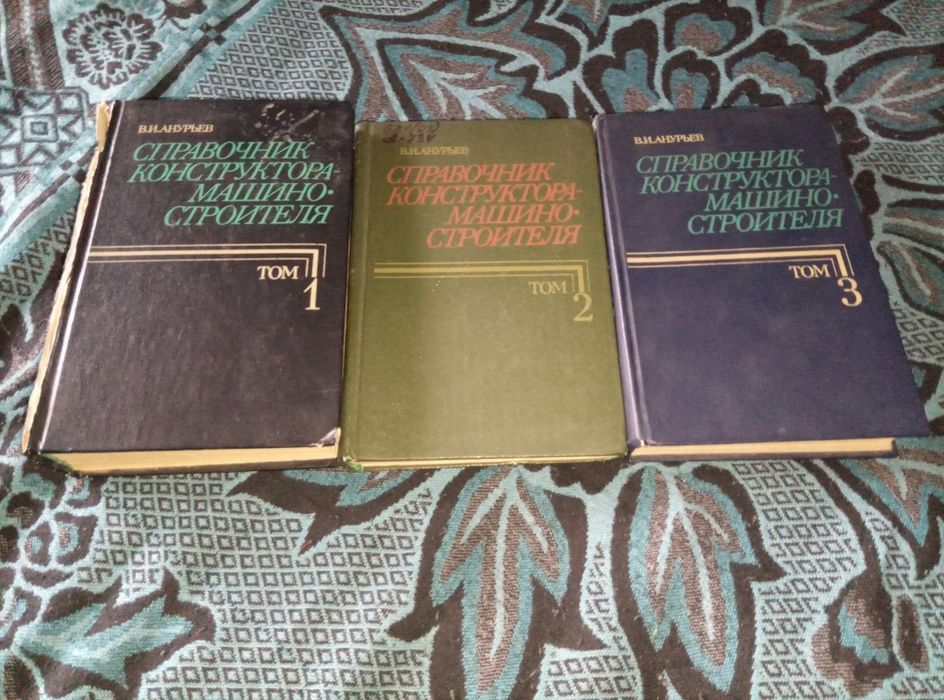 В.И.АНУРЬЕВ
СПРАВОЧНИК
КОНСТРУКТОРА-
МАШИНО-
СТРОИТЕЛЯ
ТОМ 1
В.И.АНУРЬЕВ
СПРАВОЧНИК
КОНСТРУКТОРА-
МАШИНО-
СТРОИТЕЛЯ
ТОМ 2
В.И.АНУРЬЕВ
СПРАВОЧНИК
КОНСТРУКТОРА-
МАШИНО-
СТРОИТЕЛЯ
ТОМ 3